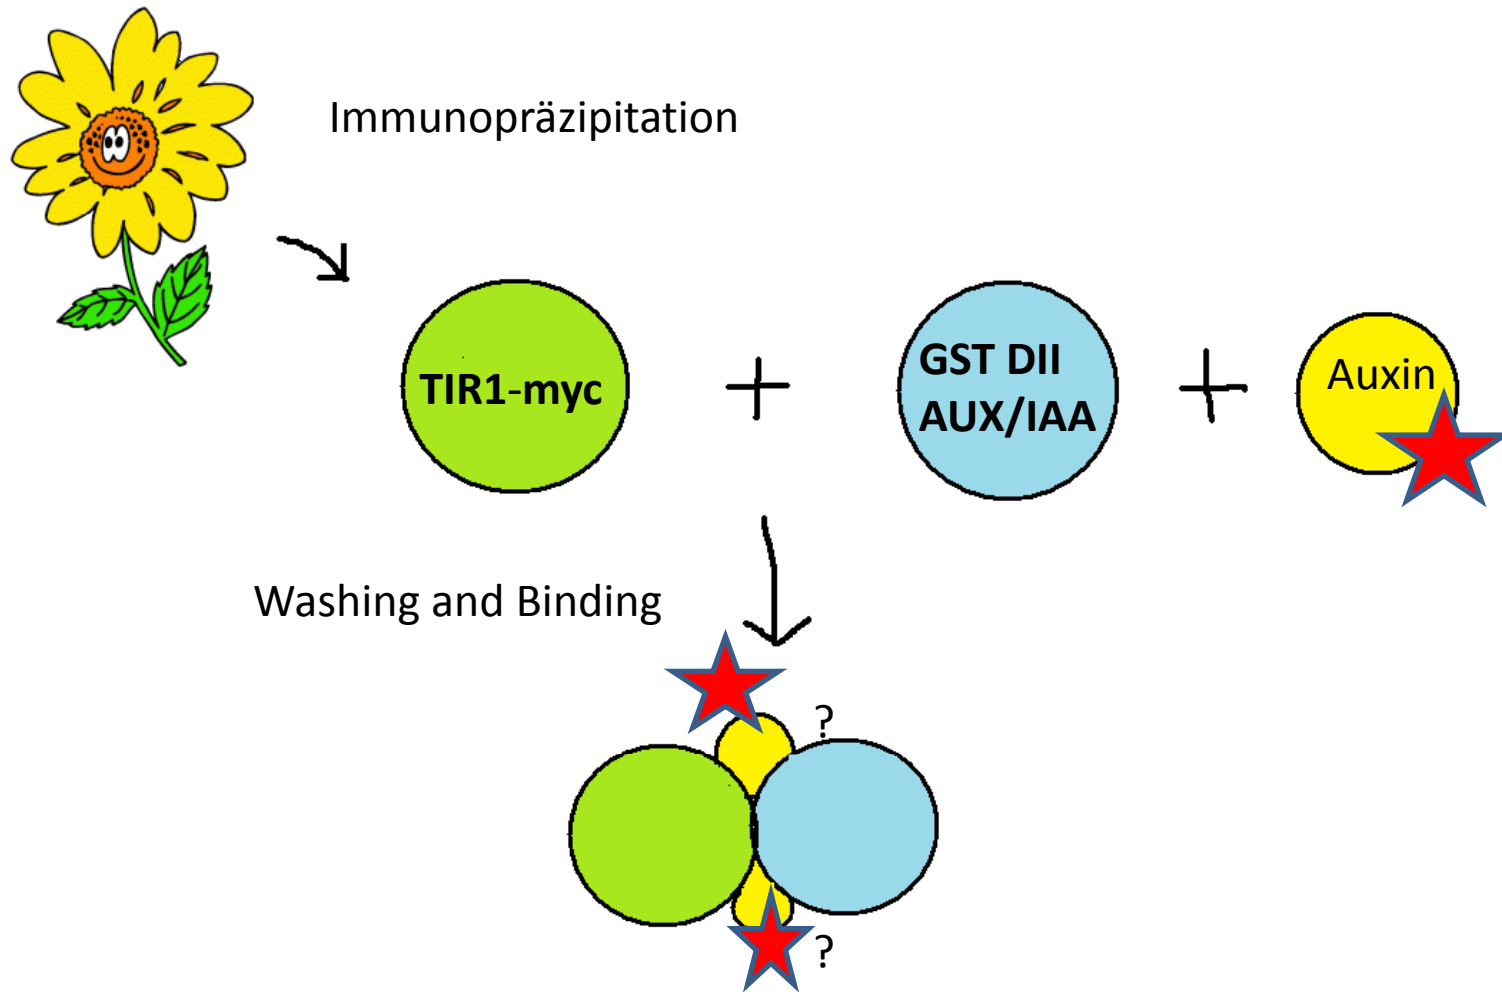 Immunopräzipitation
TIR1-myc
GST DII
AUX/IAA
Auxin
Washing and Binding
?
?